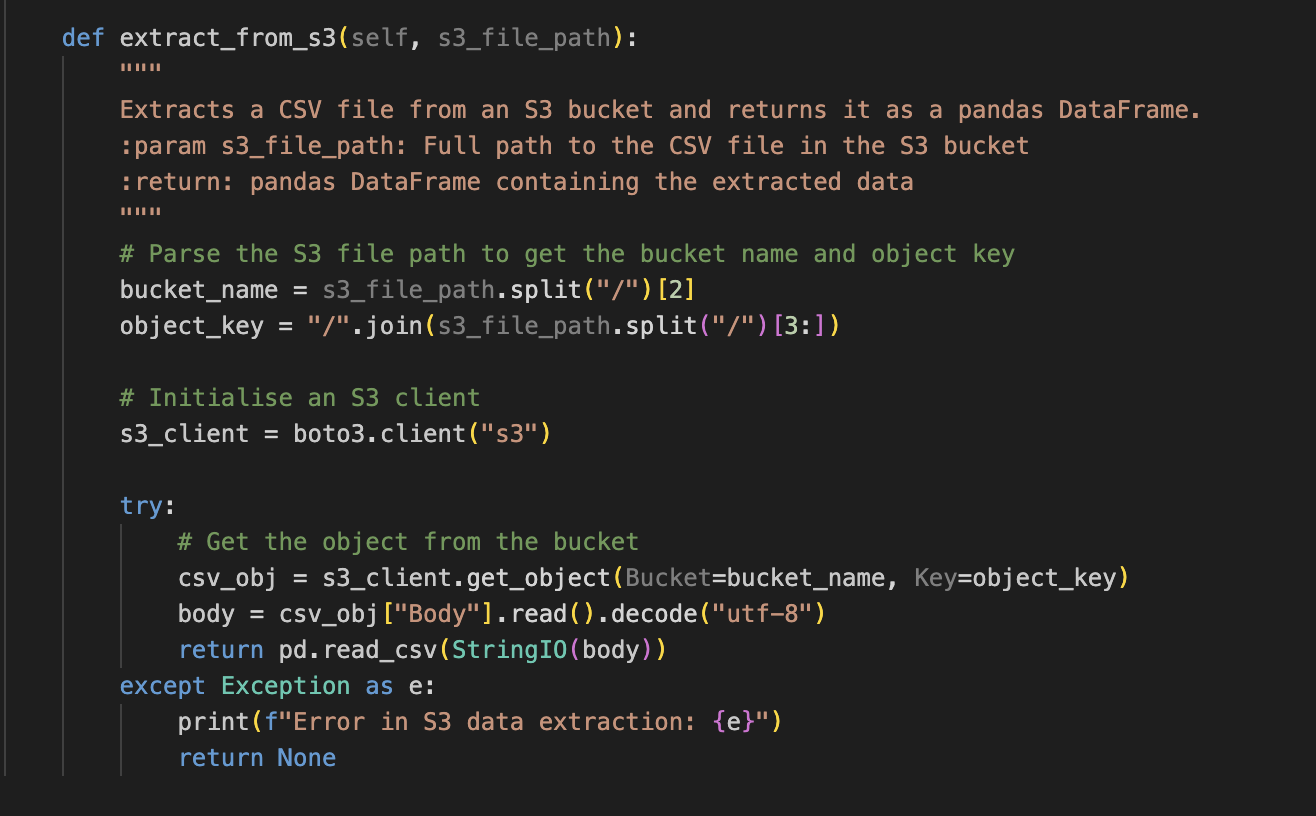 def extract_from_s3(self, s3_file_path):
"""
Extracts a CSV file from an S3 bucket and returns it as a pandas DataFrame.
:param s3_file_path: Full path to the CSV file in the S3 bucket
:return: pandas DataFrame containing the extracted data
"""
# Parse the S3 file path to get the bucket name and object key
bucket_name = s3_file_path.split("/")[2]
object_key = "/".join(s3_file_path.split("/")[3:])
# Initialise an S3 client
s3_client = boto3.client("s3")
try:
# Get the object from the bucket
csv_obj = s3_client.get_object(Bucket=bucket_name, Key=object_key)
body = csv_obj["Body"].read().decode("utf-8")
return pd.read_csv(StringIO(body))
except Exception as e:
print(f"Error in S3 data extraction: {e}")
return None